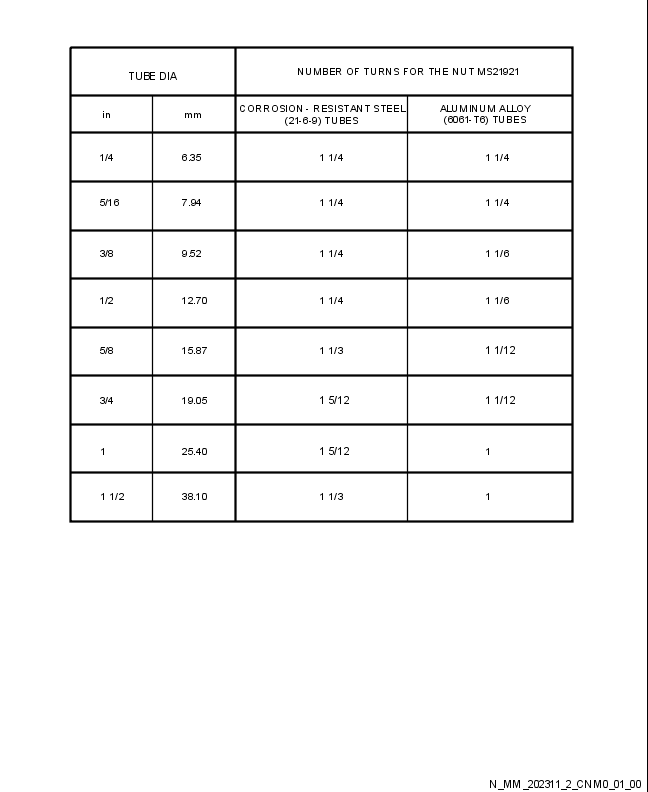 TUBE DIA
NUMBER OF TURNS FOR THE NUT MS21921
in
mm
CORROSION - RESISTANT STEEL
(21-6-9) TUBES
ALUMINUM ALLOY
(6061-T6) TUBES
1/4 6.35 1 1/4 1 1/4
5/16 7.94 1 1/4 1 1/4
3/8 9.52 1 1/4 1 1/6
1/2 12.70 1 1/4 1 1/6
5/8 15.87 1 1/3 1 1/12
3/4 19.05 1 5/12 1 1/12
1 25.40 1 5/12 1
1 1/2 38.10 1 1/3 1
N_MM_202311_2_CNM0_01_00